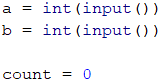 a = int(input())
b = int(input())
count = 0